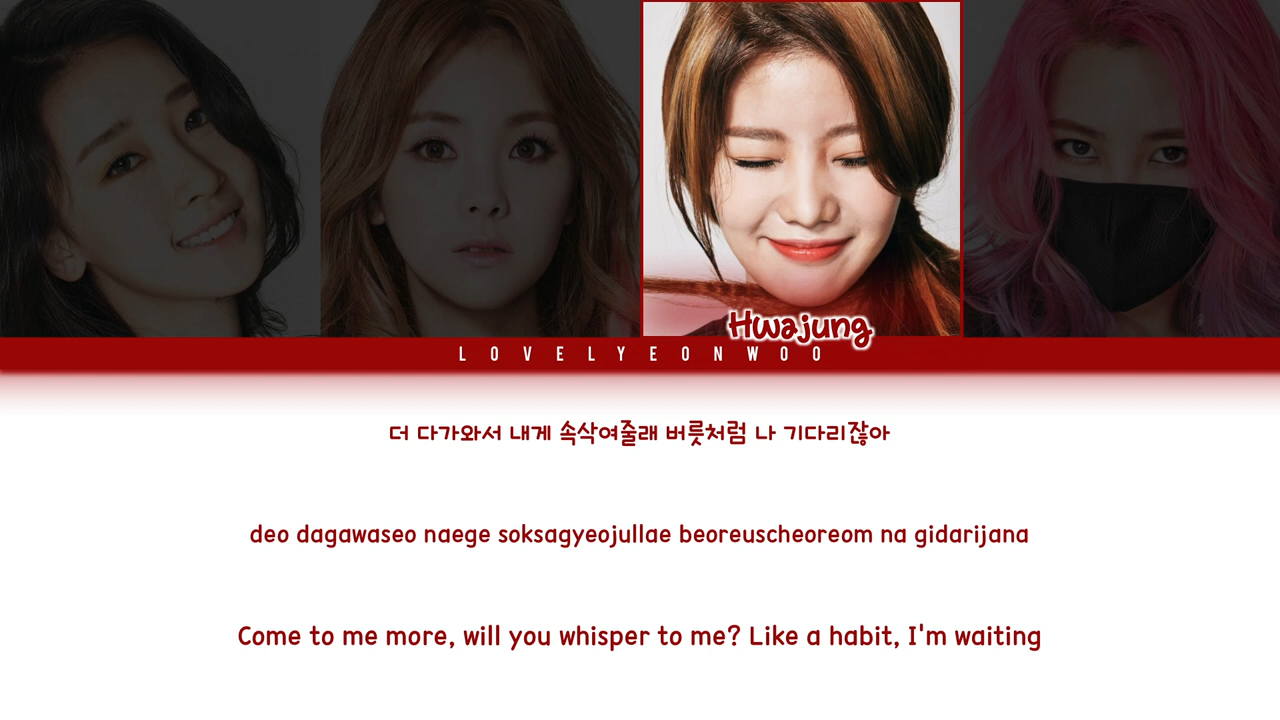 Hwajung
LOVELYEONWOO
더 다가와서 내게 속삭여줄래 버릇처럼 나 기다리잖아
deo dagawaseo naege soksagyeojullae beoreuscheoreom na gidarijana
Come to me more, will you whisper to me? Like a habit, I'm waiting